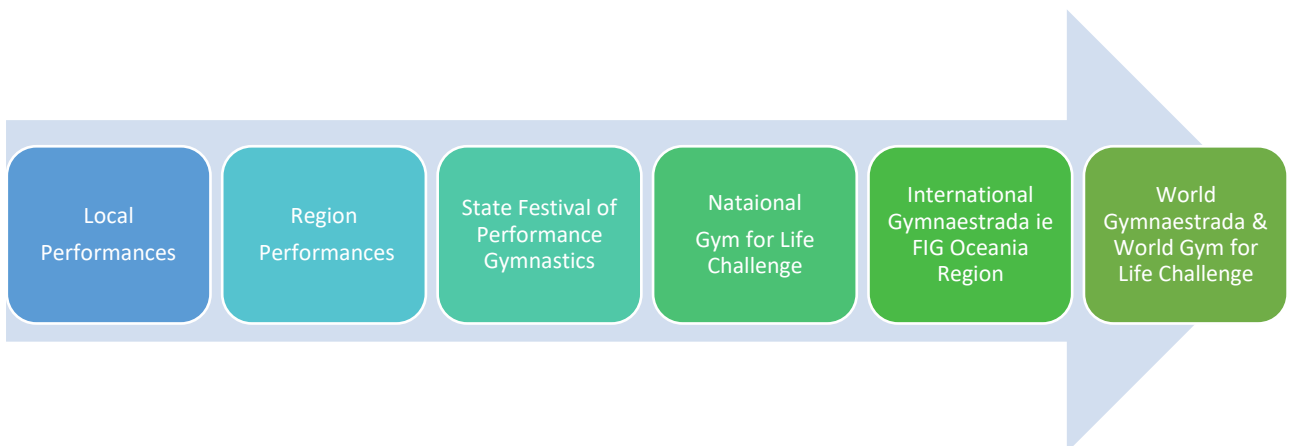 Local
Performances
Region
Performances
State Festival of
Performance
Gymnastics
Nataional
Gym for Life
Challenge
International
Gymnaestrada ie
FIG Oceania
Region
World
Gymnaestrada &
World Gym for
Life Challenge